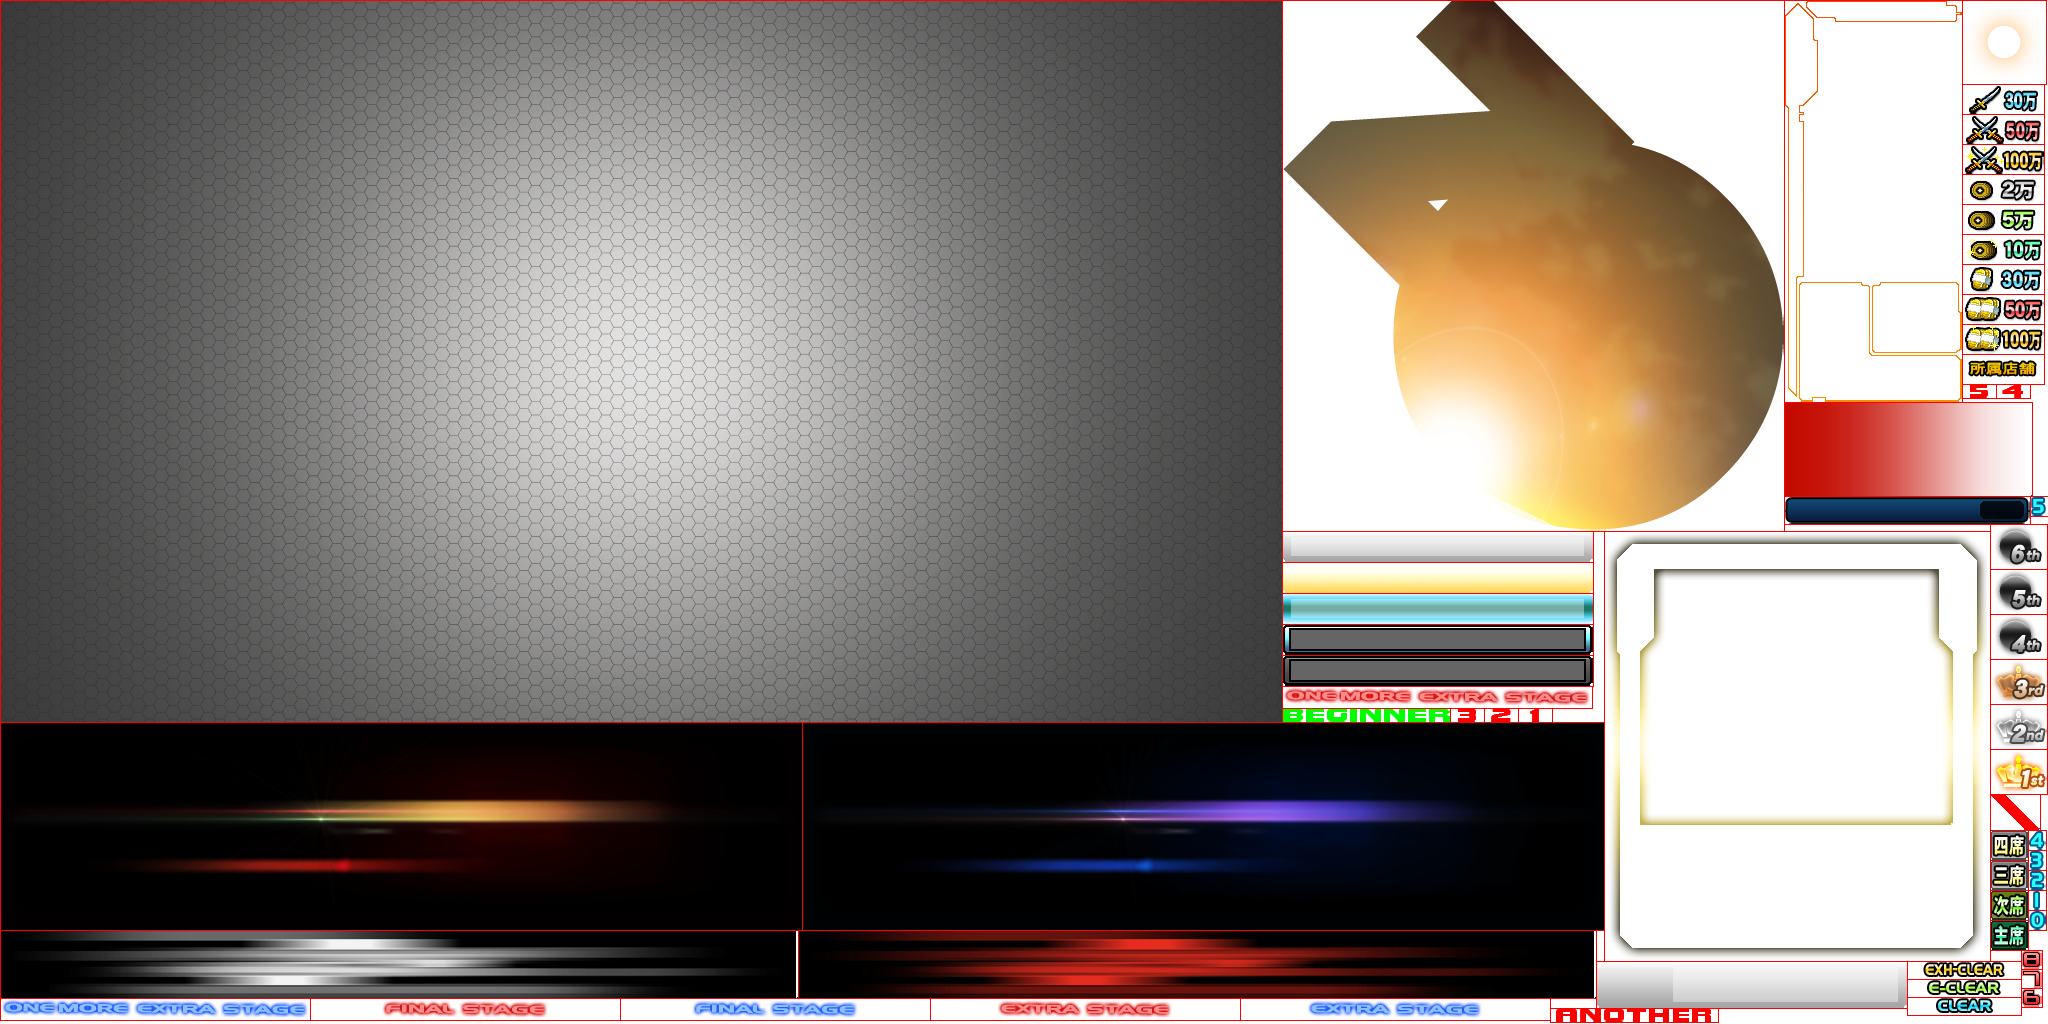 30万
50万
100万
2万
5万
10万
30万
50万
100万
所属店舗
5 4
5
6th
5th
4th
3rd
2nd
1st
ONE MORE EXTRA STAGE
BEGINNER 3 2 1
四席
三席
次席
主席
4
3
2
1
0
8
7
6
EXH-CLEAR
E-CLEAR
CLEAR
ONE MORE EXTRA STAGE
FINAL STAGE
FINAL STAGE
EXTRA STAGE
EXTRA STAGE
ANOTHER